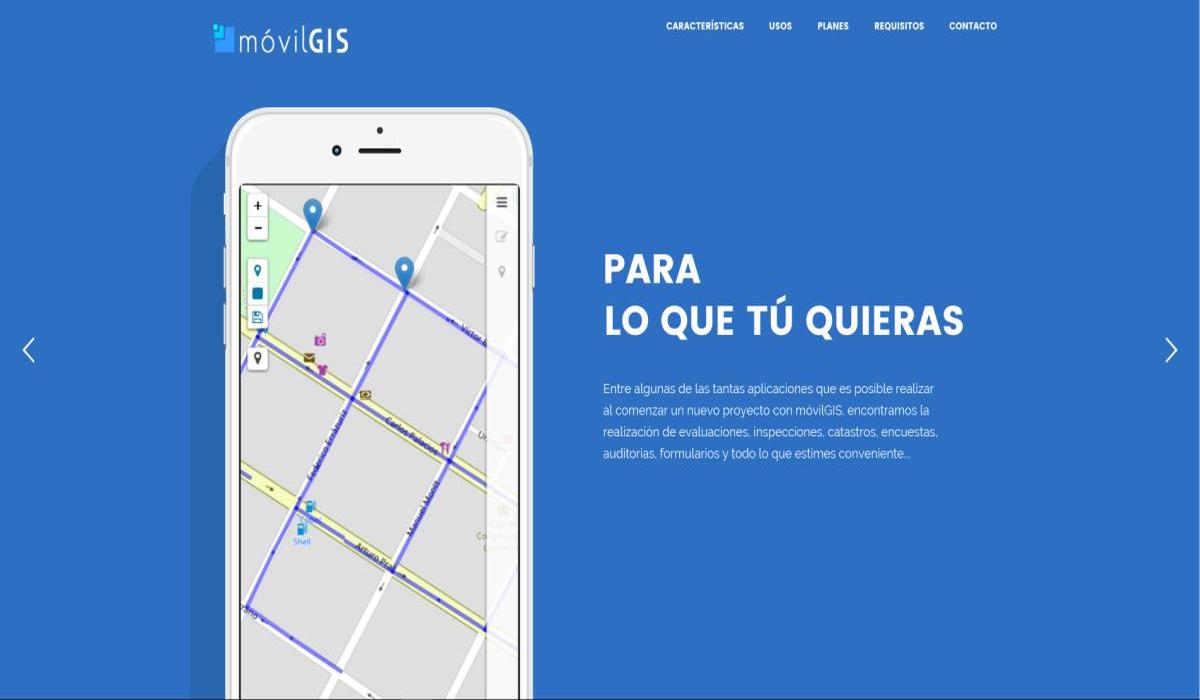 móvilGIS
CARACTERÍSTICAS USOS PLANES REQUISITOS CONTACTO
PARA
LO QUE TÚ QUIERAS
Entre algunas de las tantas aplicaciones que es posible realizar
al comenzar un nuevo proyecto con móvilGIS, encontramos la
realización de evaluaciones, inspecciones, catastros, encuestas,
auditorias, formularios y todo lo que estimes conveniente...
+
-
Víctor
Carlos Palacios
Federico Errázuriz
Manuel Montt
Shell
Arturo Pra